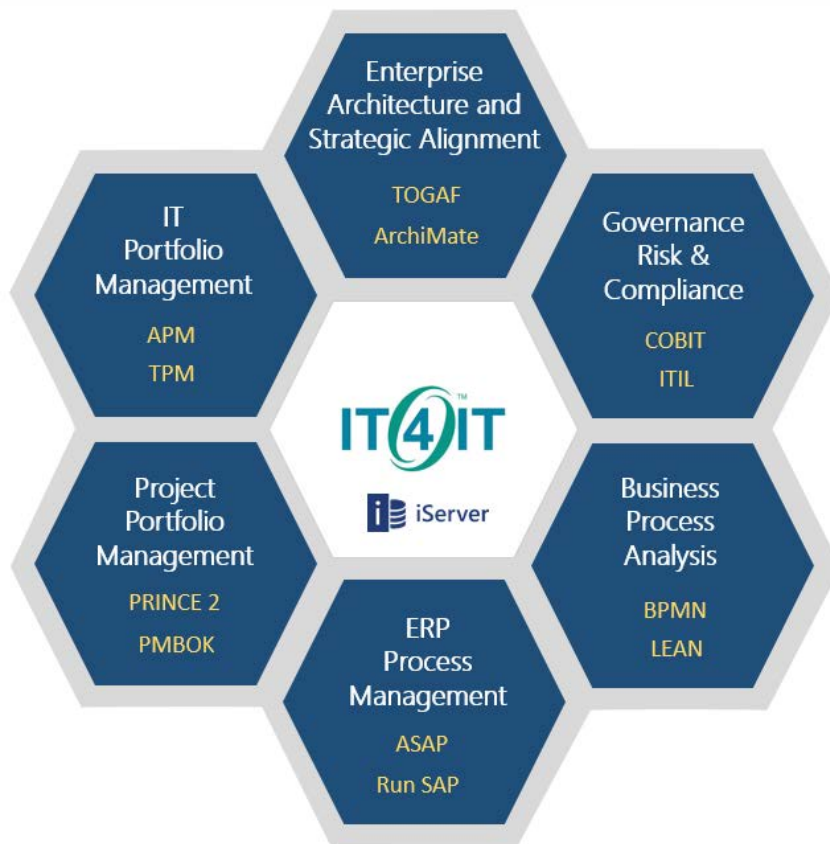 Enterprise
Architecture and
Strategic Alignment
TOGAF
ArchiMate
IT
Portfolio
Management
APM
TPM
Governance
Risk &
Compliance
COBIT
ITIL
IT4IT™
iServer
Project
Portfolio
Management
PRINCE 2
PMBOK
Business
Process
Analysis
BPMN
LEAN
ERP
Process
Management
ASAP
Run SAP